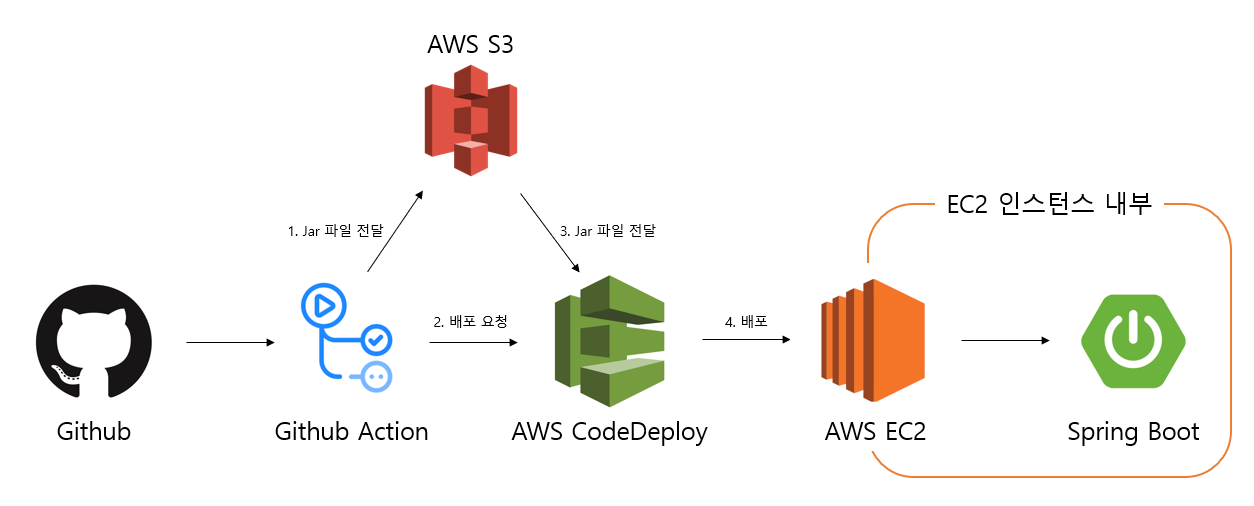 AWS S3
EC2 인스턴스 내부
1. Jar 파일 전달
3. Jar 파일 전달
2. 배포 요청
4. 배포
Github
Github Action
AWS CodeDeploy
AWS EC2
Spring Boot